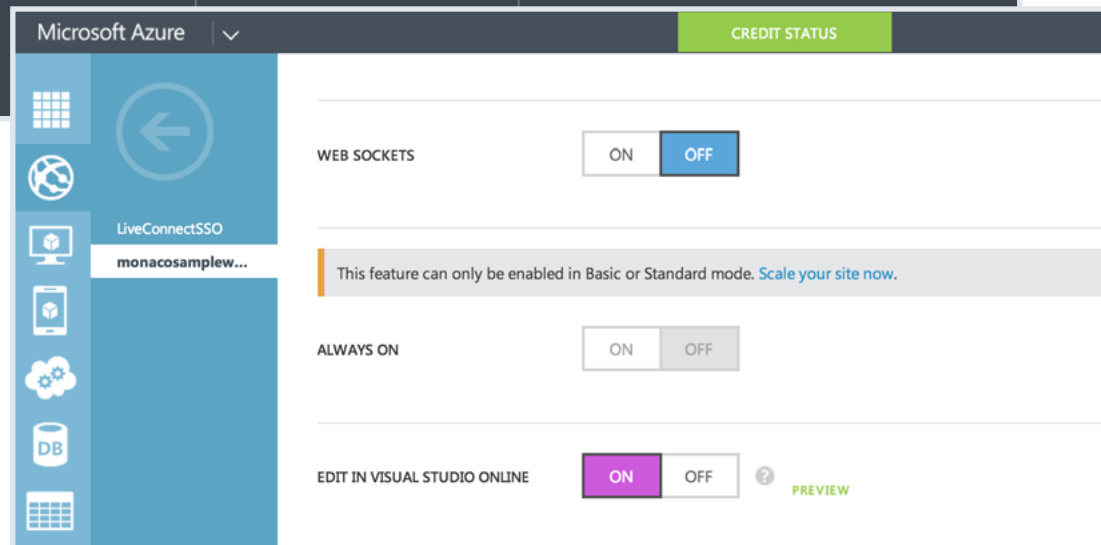 Microsoft Azure
CREDIT STATUS
LiveConnectSSO
monacosamplew...
WEB SOCKETS ON OFF
This feature can only be enabled in Basic or Standard mode. Scale your site now.
ALWAYS ON ON OFF
DB
EDIT IN VISUAL STUDIO ONLINE ON OFF ? PREVIEW